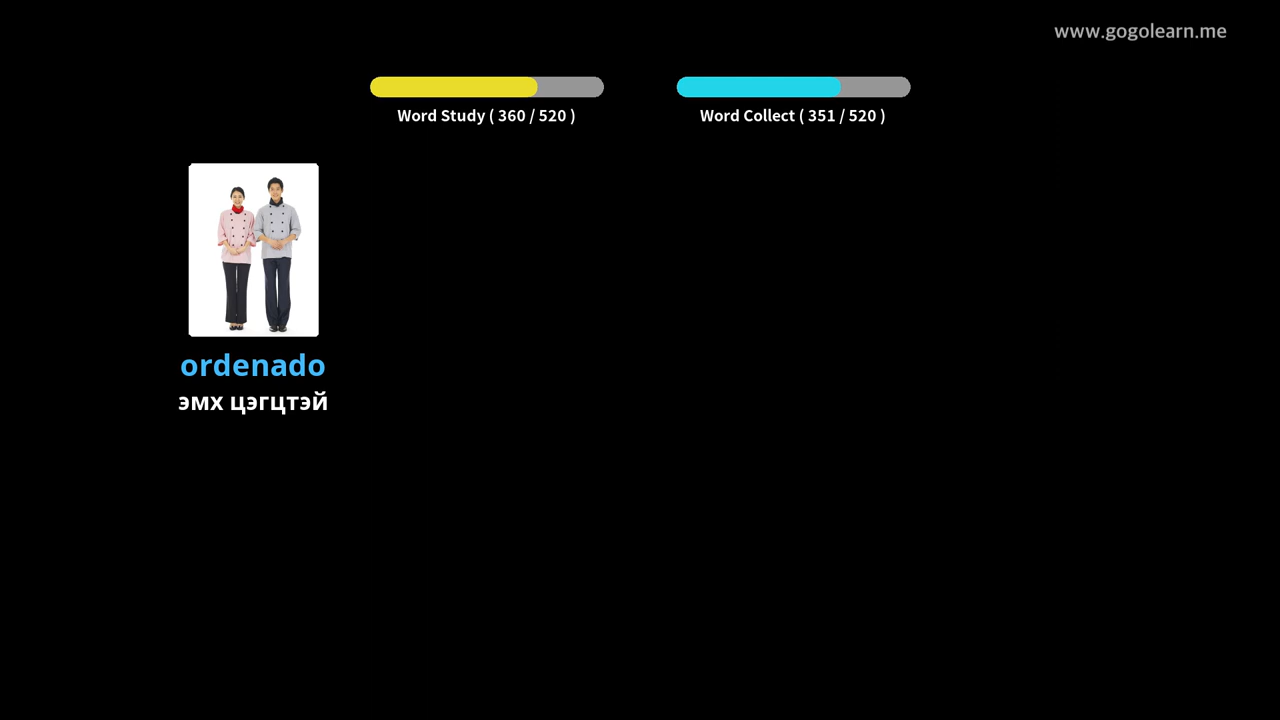 www.gogolearn.me
Word Study ( 360 / 520 )
Word Collect ( 351 / 520 )
ordenado
эмх цэгцтэй